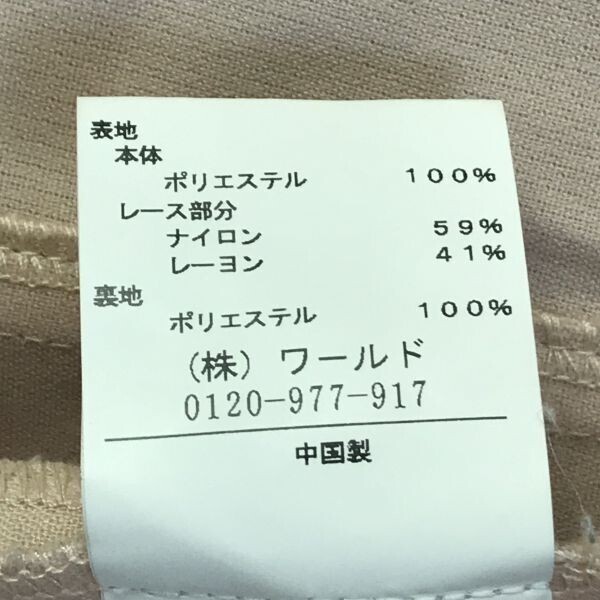 表地
本体
ポリエステル 100%
レース部分
ナイロン 59%
レーヨン 41%
裏地
ポリエステル 100%
(株) ワールド
0120-977-917
中国製